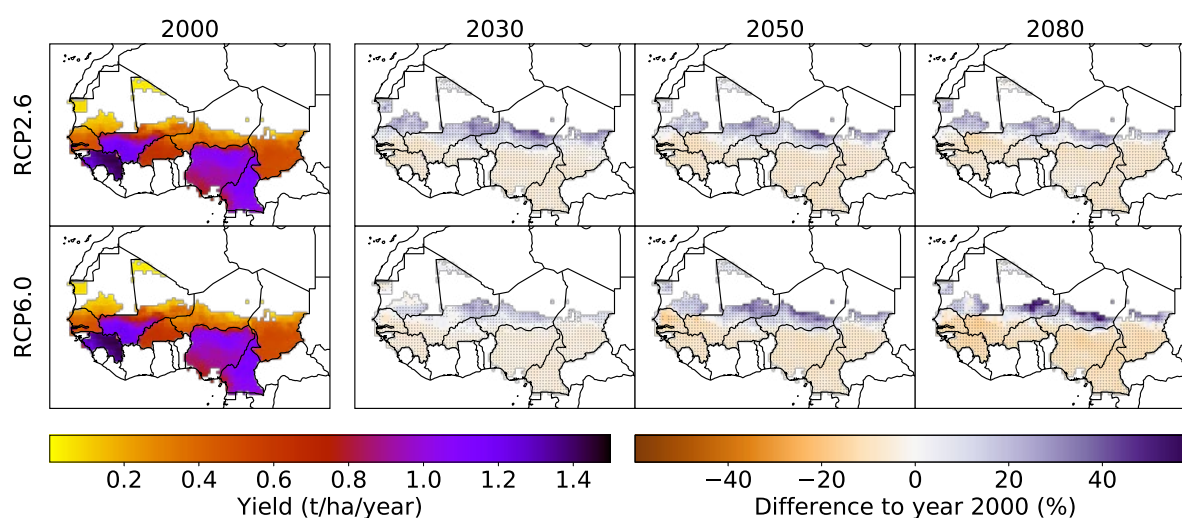 2000 2030 2050 2080
RCP2.6
RCP6.0
0.2 0.4 0.6 0.8 1.0 1.2 1.4
Yield (t/ha/year)
−40 −20 0 20 40
Difference to year 2000 (%)